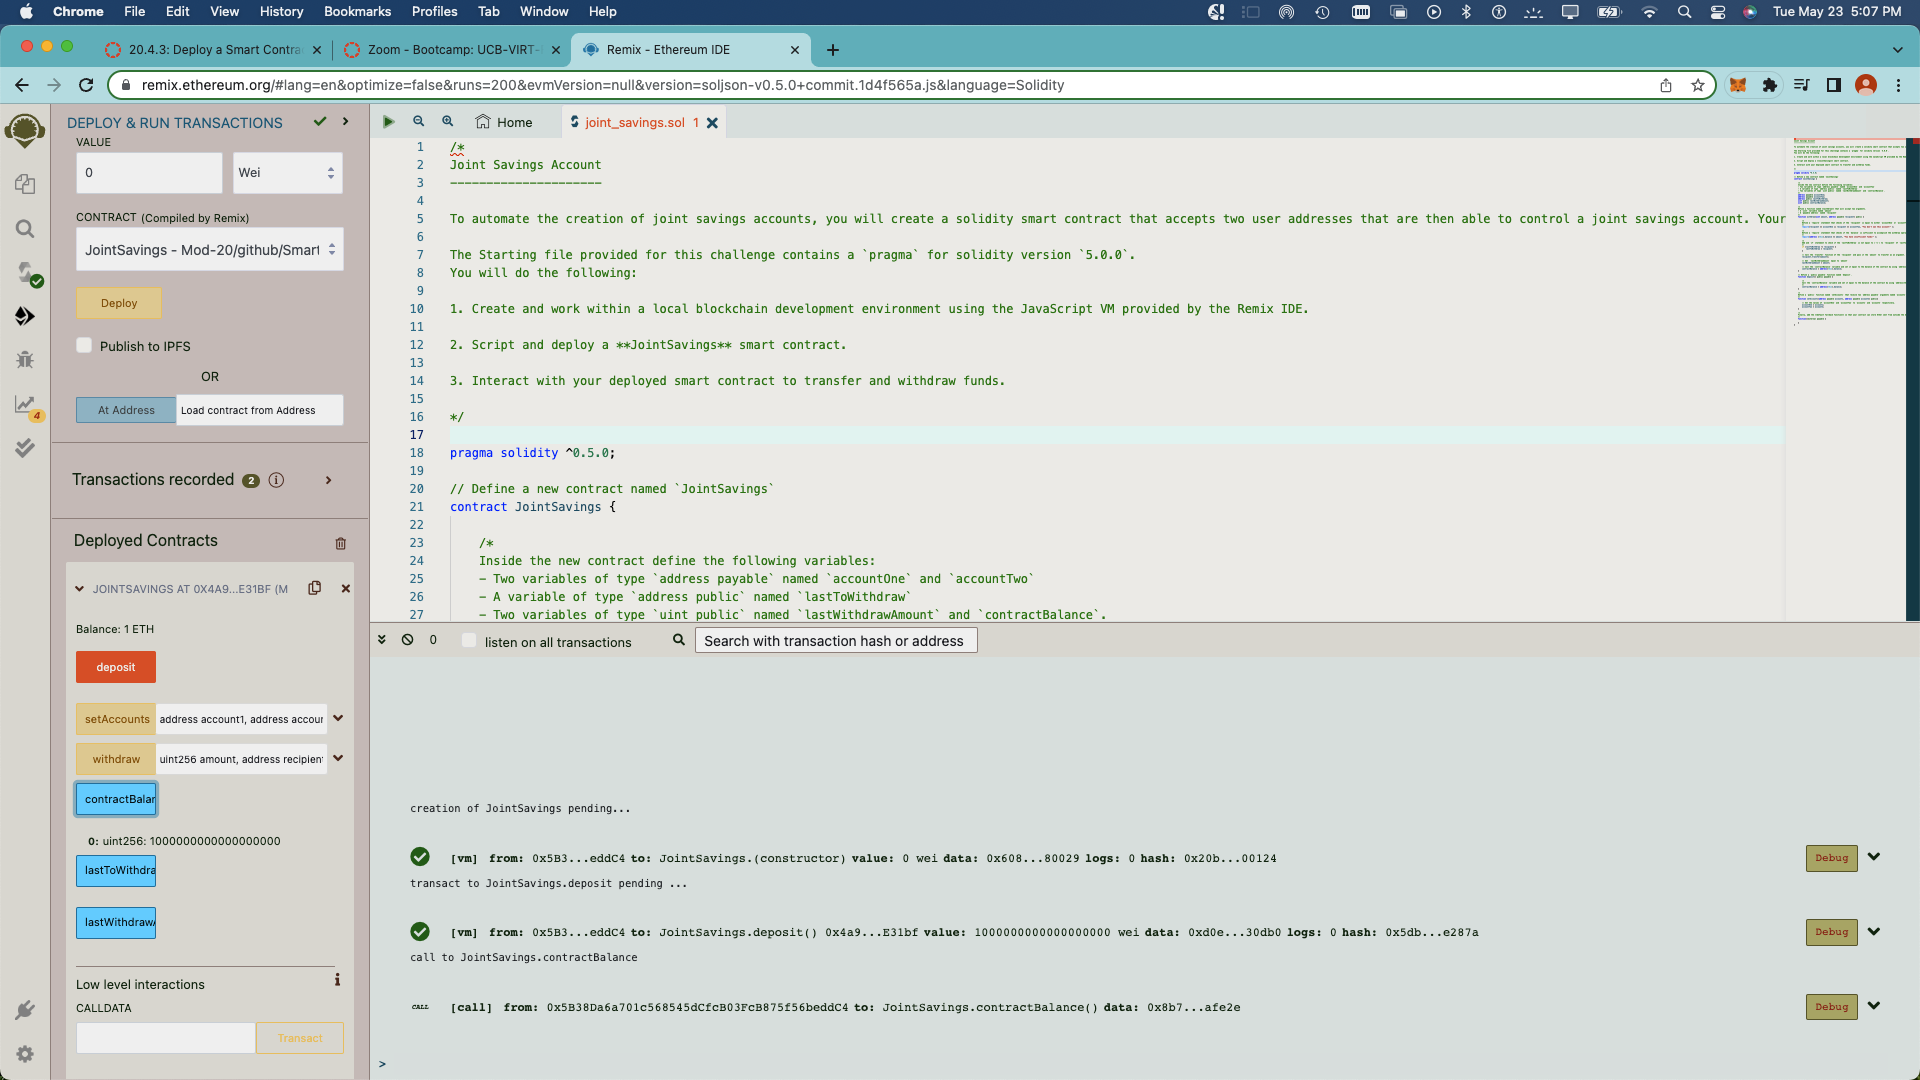 Chrome File Edit View History Bookmarks Profiles Tab Window Help Tue May 23 5:07 PM
20.4.3: Deploy a Smart Contra
Zoom - Bootcamp: UCB-VIRT-
Remix - Ethereum IDE
remix.ethereum.org/#lang=en&optimize=false&runs=200&evmVersion=null&version=soljson-v0.5.0+commit.1d4f565a.js&language=Solidity
DEPLOY & RUN TRANSACTIONS
VALUE
0 Wei
CONTRACT (Compiled by Remix)
JointSavings - Mod-20/github/Smart
Deploy
Publish to IPFS
OR
At Address Load contract from Address
4
Transactions recorded 2 i
Deployed Contracts
JOINTSAVINGS AT 0X4A9...E31BF (M
Balance: 1 ETH
deposit
setAccounts address account1, address accour
withdraw uint256 amount, address recipien
contractBalar
0: uint256: 1000000000000000000
lastToWithdra
lastWithdraw
Low level interactions i
CALLDATA
Transact
Home joint_savings.sol 1
1 /*
2 Joint Savings Account
3 ---------------------
4
5 To automate the creation of joint savings accounts, you will create a solidity smart contract that accepts two user addresses that are then able to control a joint savings account. Your
6
7 The Starting file provided for this challenge contains a `pragma` for solidity version `5.0.0`.
8 You will do the following:
9
10 1. Create and work within a local blockchain development environment using the JavaScript VM provided by the Remix IDE.
11
12 2. Script and deploy a **JointSavings** smart contract.
13
14 3. Interact with your deployed smart contract to transfer and withdraw funds.
15
16 */
17
18 pragma solidity ^0.5.0;
19
20 // Define a new contract named `JointSavings`
21 contract JointSavings {
22
23 /*
24 Inside the new contract define the following variables:
25 - Two variables of type `address payable` named `accountOne` and `accountTwo`
26 - A variable of type `address public` named `lastToWithdraw`
27 - Two variables of type `uint public` named `lastWithdrawAmount` and `contractBalance`.
0 listen on all transactions Search with transaction hash or address
creation of JointSavings pending...
[vm] from: 0x5B3...eddC4 to: JointSavings.(constructor) value: 0 wei data: 0x608...80029 logs: 0 hash: 0x20b...00124 Debug
transact to JointSavings.deposit pending ...
[vm] from: 0x5B3...eddC4 to: JointSavings.deposit() 0x4a9...E31bf value: 1000000000000000000 wei data: 0xd0e...30db0 logs: 0 hash: 0x5db...e287a Debug
call to JointSavings.contractBalance
CALL [call] from: 0x5B38Da6a701c568545dCfcB03FcB875f56beddC4 to: JointSavings.contractBalance() data: 0x8b7...afe2e Debug
>